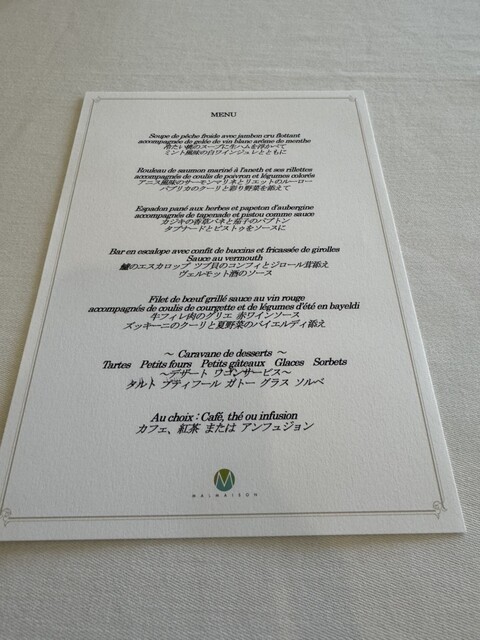 MENU
Soupe de pêche froide avec jambon cru flottant
accompagnée de gelée de vin blanc arôme de menthe
冷たい桃のスープに生ハムを浮かべて
ミント風味の白ワインジュレとともに
Rouleau de saumon mariné à l'aneth et ses rillettes
accompagnées de coulis de poivron et légumes colorés
アニス風味のサーモンマリネとリエットのルーロー
パプリカのクーリと彩り野菜を添えて
Espadon pané aux herbes et papeton d'aubergine
accompagnés de tapenade et pistou comme sauce
カジキの香草パネと茄子のパプトン
タプナードとピストゥをソースに
Bar en escalope avec confit de buccins et fricassée de girolles
Sauce au vermouth
鱸のエスカロップ ツブ貝のコンフィとジロール茸添え
ヴェルモット酒のソース
Filet de bœuf grillé sauce au vin rouge
accompagnés de coulis de courgette et de légumes d'été en bayeldi
牛フィレ肉のグリエ 赤ワインソース
ズッキーニのクーリと夏野菜のバイエルディ添え
～ Caravane de desserts ～
Tartes Petits fours Petits gâteaux Glaces Sorbets
～デザート ワゴンサービス～
タルト プティフール ガトー グラス ソルベ
Au choix : Café, thé ou infusion
カフェ、紅茶 または アンフュジョン
M
MALMAISON